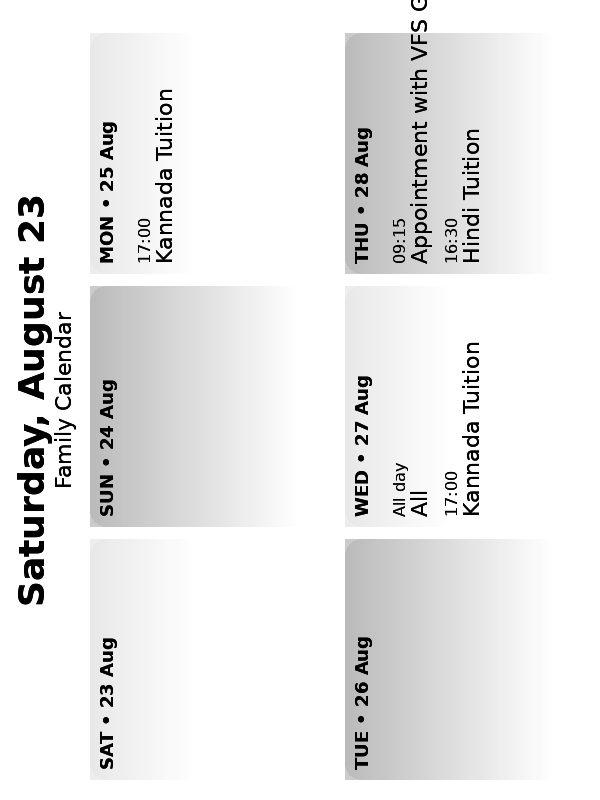 Saturday, August 23
Family Calendar
SAT • 23 Aug
SUN • 24 Aug
MON • 25 Aug
17:00
Kannada Tuition
TUE • 26 Aug
WED • 27 Aug
All day
All
17:00
Kannada Tuition
THU • 28 Aug
09:15
Appointment with VFS G
16:30
Hindi Tuition